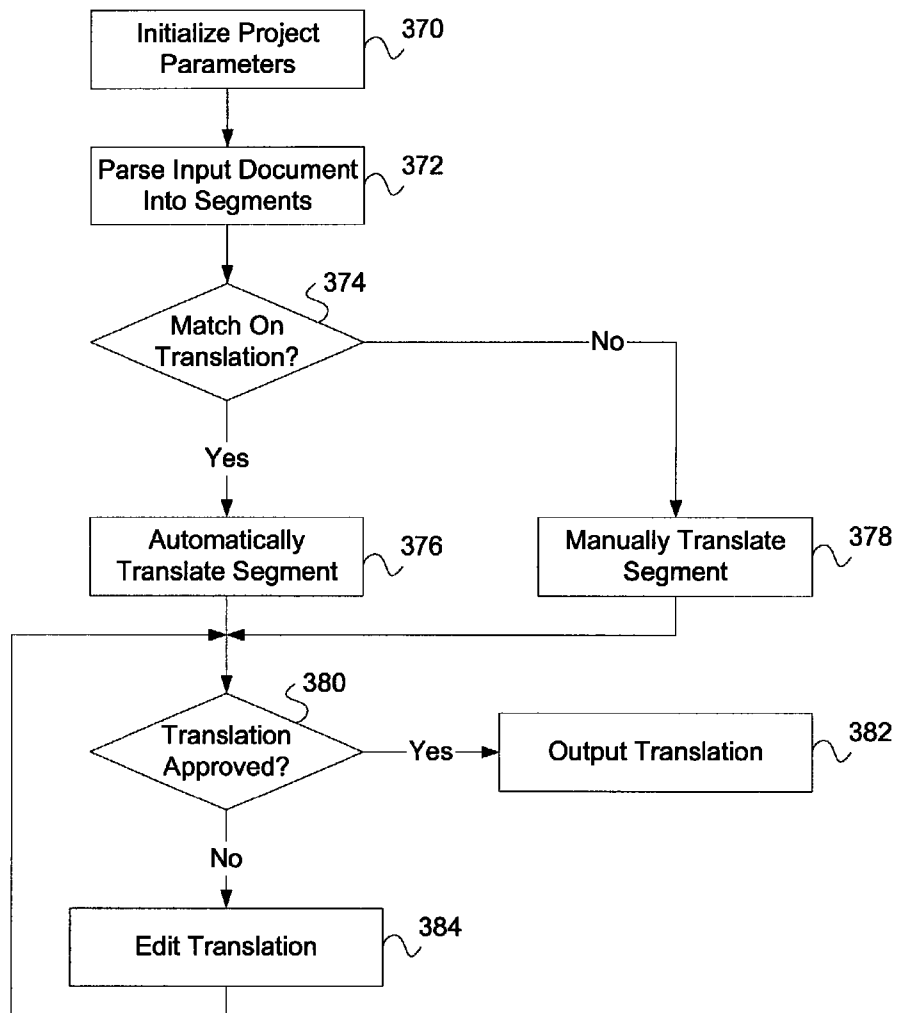 Initialize Project
Parameters
370
Parse Input Document
Into Segments
372
374
Match On
Translation?
No
Yes
Automatically
Translate Segment
376
Manually Translate
Segment
378
380
Translation
Approved?
Yes
Output Translation
382
No
Edit Translation
384